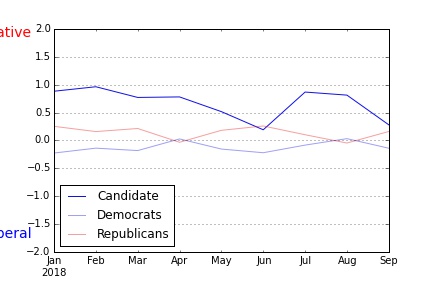 2.0
ative
1.5
1.0
0.5
0.0
−0.5
−1.0
Candidate
Democrats
−1.5
Republicans
beral
−2.0
Jan Feb Mar Apr May Jun Jul Aug Sep
2018